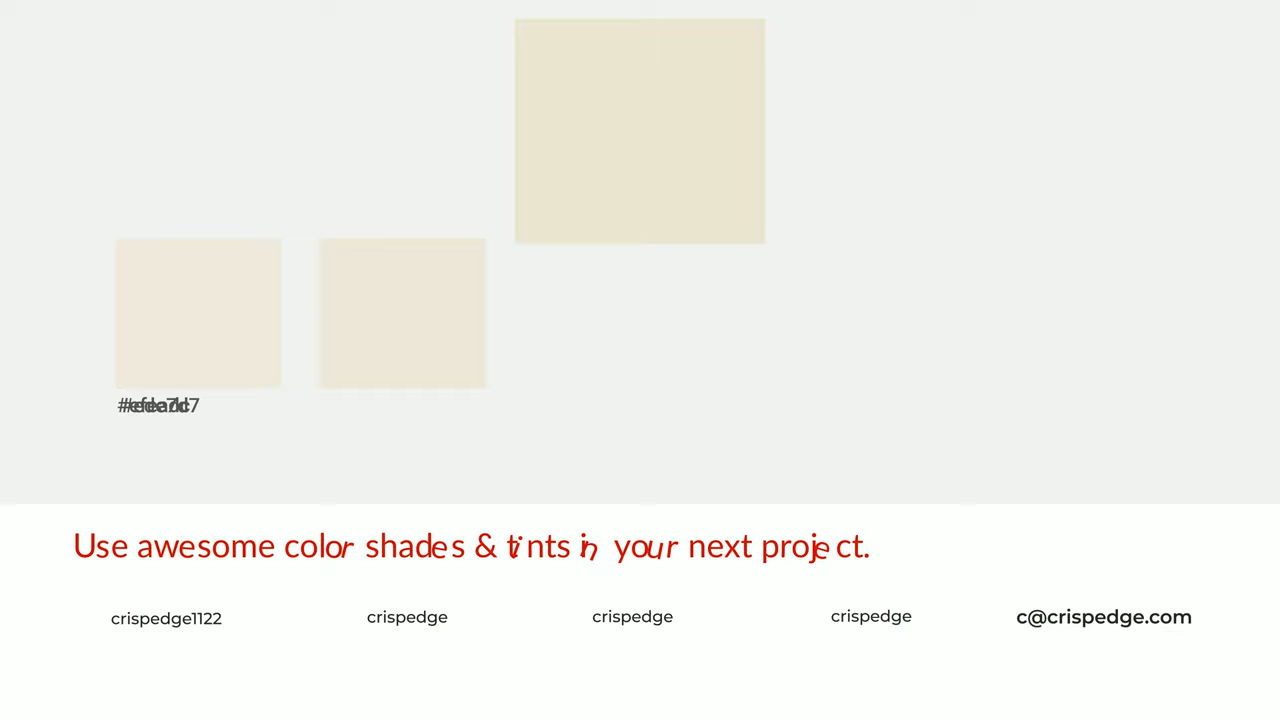 Use awesome color shades & tints in your next project.
crispedge1122 crispedge crispedge crispedge c@crispedge.com